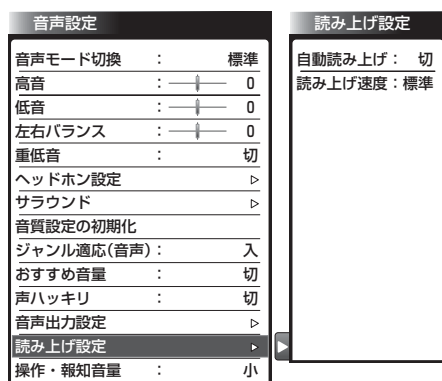 音声設定
音声モード切換 : 標準
高音 : 0
低音 : 0
左右バランス : 0
重低音 : 切
ヘッドホン設定
サラウンド
音質設定の初期化
ジャンル適応(音声) : 入
おすすめ音量 : 切
声ハッキリ : 切
音声出力設定
読み上げ設定
操作・報知音量 : 小
読み上げ設定
自動読み上げ : 切
読み上げ速度 : 標準